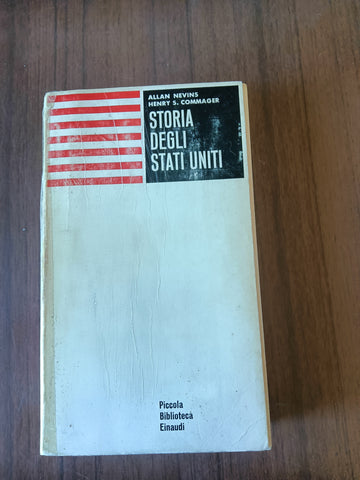 ALLAN NEVINS
HENRY S. COMMAGER
STORIA
DEGLI
STATI UNITI
Piccola
Biblioteca
Einaudi